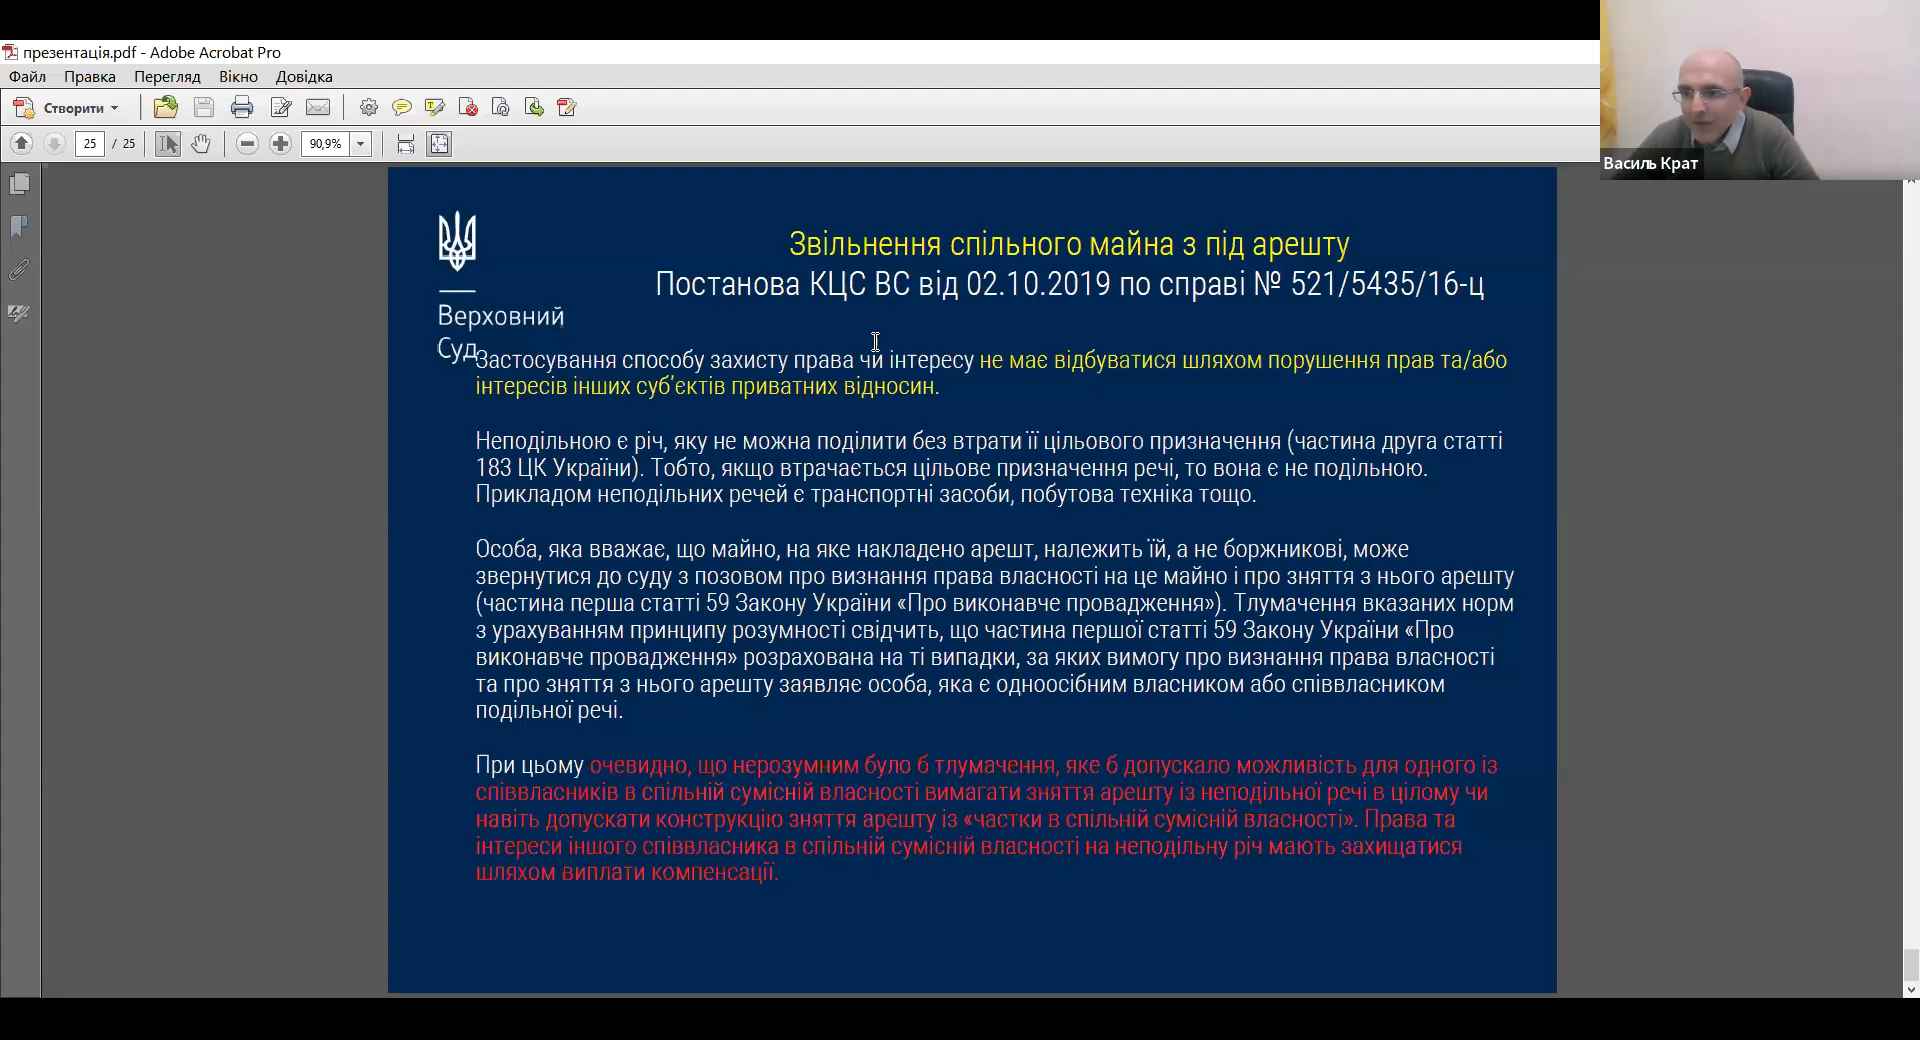 презентація.pdf - Adobe Acrobat Pro
Файл Правка Перегляд Вікно Довідка
Створити
25 / 25 90,9%
Василь Крат
Верховний
Суд
Звільнення спільного майна з під арешту
Постанова КЦС ВС від 02.10.2019 по справі № 521/5435/16-ц
Застосування способу захисту права чи інтересу не має відбуватися шляхом порушення прав та/або
інтересів інших суб’єктів приватних відносин.
Неподільною є річ, яку не можна поділити без втрати її цільового призначення (частина друга статті
183 ЦК України). Тобто, якщо втрачається цільове призначення речі, то вона є не подільною.
Прикладом неподільних речей є транспортні засоби, побутова техніка тощо.
Особа, яка вважає, що майно, на яке накладено арешт, належить їй, а не боржникові, може
звернутися до суду з позовом про визнання права власності на це майно і про зняття з нього арешту
(частина перша статті 59 Закону України «Про виконавче провадження»). Тлумачення вказаних норм
з урахуванням принципу розумності свідчить, що частина першої статті 59 Закону України «Про
виконавче провадження» розрахована на ті випадки, за яких вимогу про визнання права власності
та про зняття з нього арешту заявляє особа, яка є одноосібним власником або співвласником
подільної речі.
При цьому очевидно, що нерозумним було б тлумачення, яке б допускало можливість для одного із
співвласників в спільній сумісній власності вимагати зняття арешту із неподільної речі в цілому чи
навіть допускати конструкцію зняття арешту із «частки в спільній сумісній власності». Права та
інтереси іншого співвласника в спільній сумісній власності на неподільну річ мають захищатися
шляхом виплати компенсації.